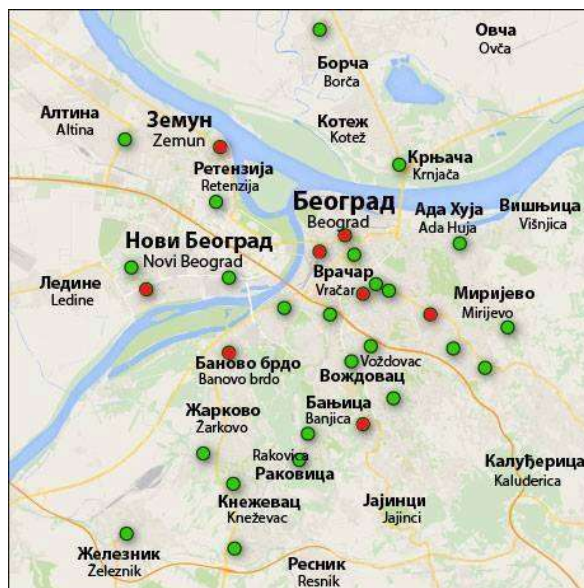 Овча
Ovča
Борча
Borča
Алтина
Altina
Земун
Zemun
Котеж
Kotež
Крњача
Krnjača
Ретензија
Retenzija
Београд
Beograd
Ада Хуја
Ada Huja
Вишњица
Višnjica
Нови Београд
Novi Beograd
Врачар
Vračar
Ледине
Ledine
Миријево
Mirijevo
Баново брдо
Banovo brdo
Voždovac
Вождовац
Жарково
Žarkovo
Бањица
Banjica
Rakovica
Раковица
Калуђерица
Kaluderica
Кнежевац
Kneževac
Јајинци
Jajinci
Железник
Železnik
Ресник
Resnik